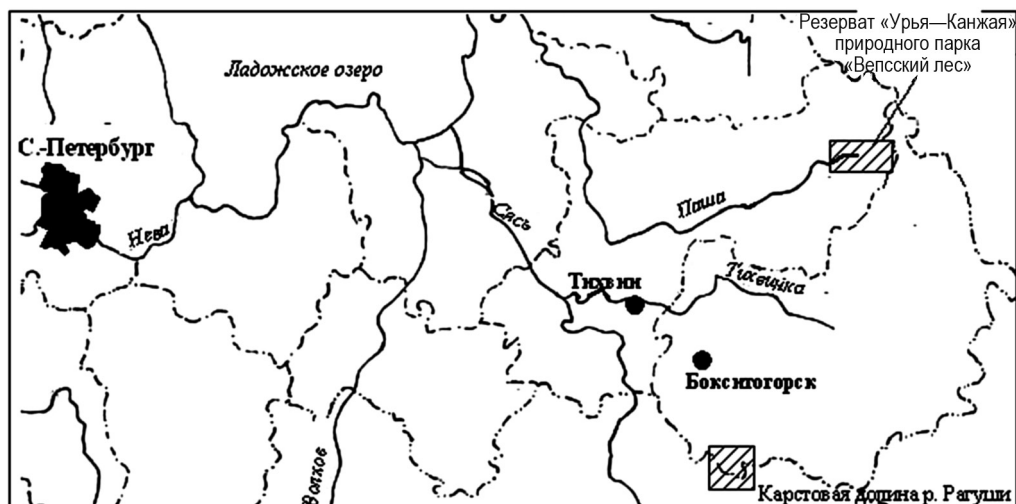 Резерват «Урья—Канжая»
природного парка
«Вепсский лес»
Ладожское озеро
С.-Петербург
Нева
Сясь
Паша
Тихвин
Тихвинка
Бокситогорск
Волхов
Карстовая долина р. Рагуши